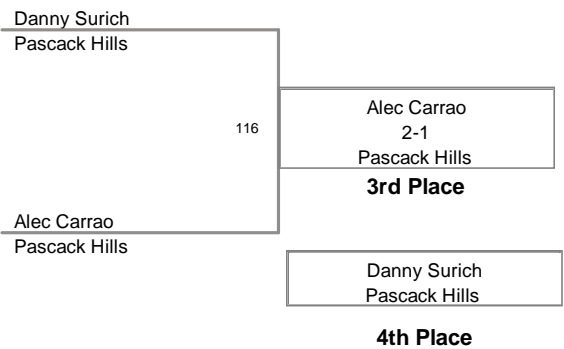 Danny Surich
Pascack Hills
116
Alec Carrao
2-1
Pascack Hills
3rd Place
Alec Carrao
Pascack Hills
Danny Surich
Pascack Hills
4th Place